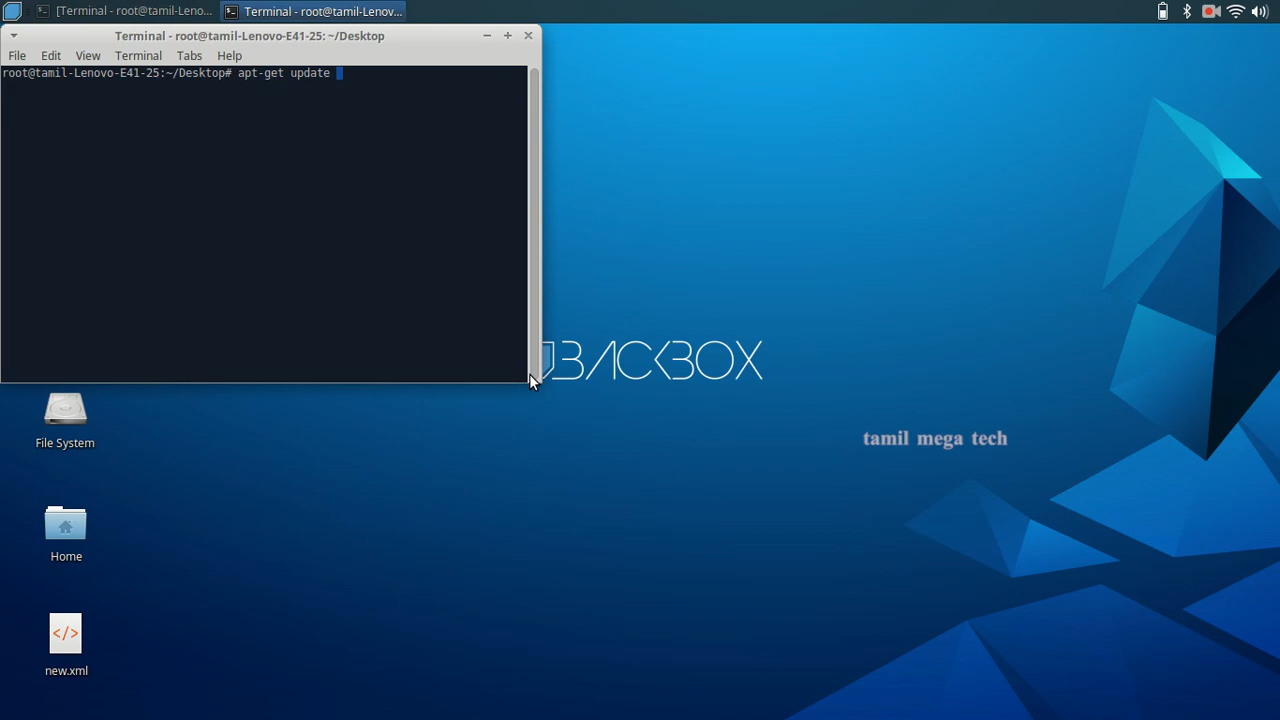 [Terminal - root@tamil-Leno...
Terminal - root@tamil-Lenov...
Terminal - root@tamil-Lenovo-E41-25: ~/Desktop
File Edit View Terminal Tabs Help
root@tamil-Lenovo-E41-25:~/Desktop# apt-get update
BACKBOX
tamil mega tech
File System
Home
</>
new.xml